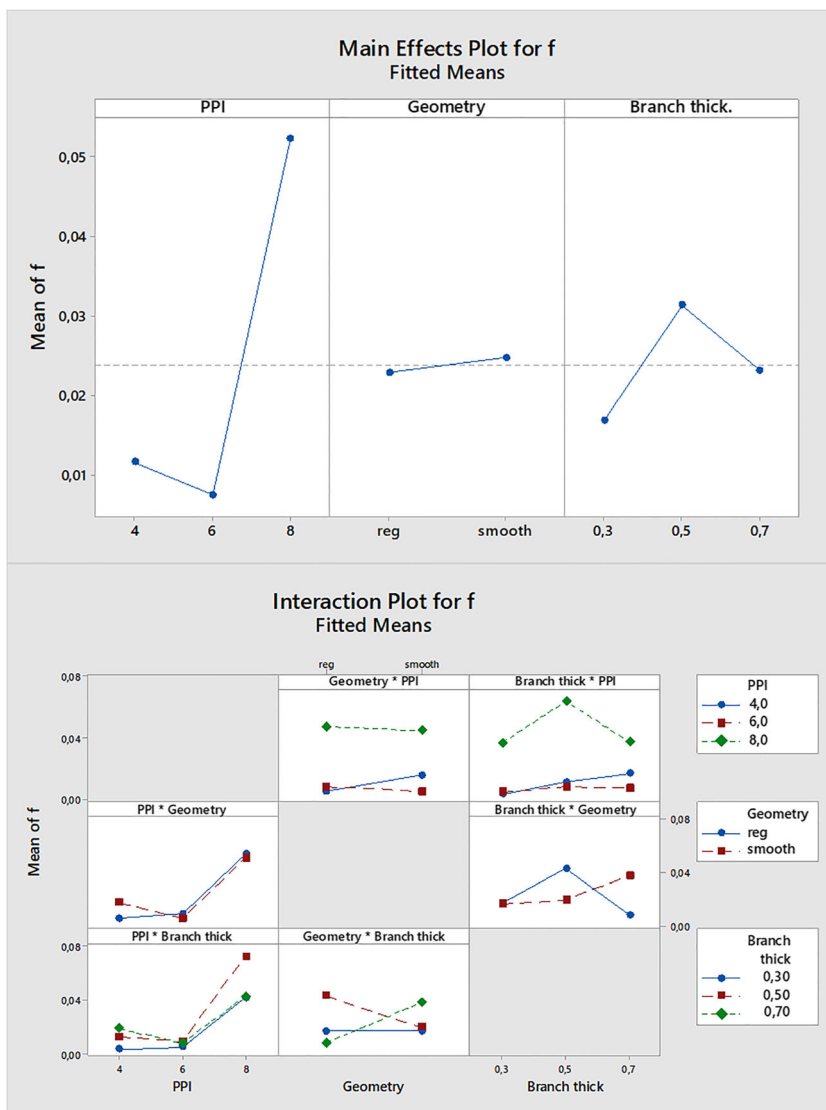 Main Effects Plot for f
Fitted Means
PPI Geometry Branch thick.
Mean of f
0,05
0,04
0,03
0,02
0,01
4 6 8 reg smooth 0,3 0,5 0,7
Interaction Plot for f
Fitted Means
reg smooth
Mean of f
0,08
0,04
0,00
Geometry * PPI Branch thick * PPI
PPI
4,0
6,0
8,0
PPI * Geometry Branch thick * Geometry
0,08
0,04
0,00
Geometry
reg
smooth
PPI * Branch thick Geometry * Branch thick
0,08
0,04
0,00
Branch
thick
0,30
0,50
0,70
4 6 8 0,3 0,5 0,7
PPI Geometry Branch thick